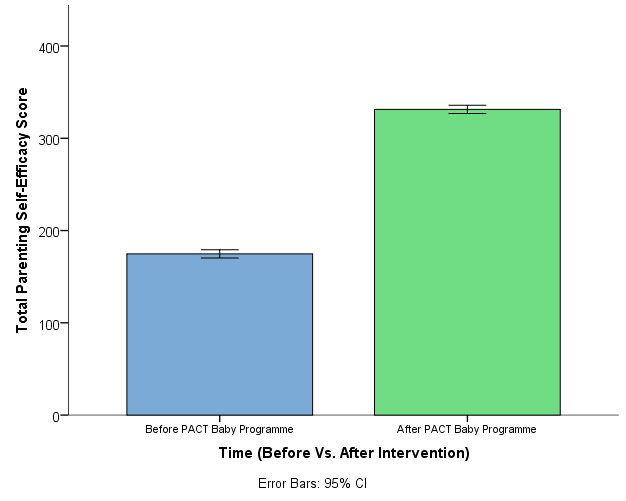 Total Parenting Self-Efficacy Score
400
300
200
100
0
Before PACT Baby Programme
After PACT Baby Programme
Time (Before Vs. After Intervention)
Error Bars: 95% CI